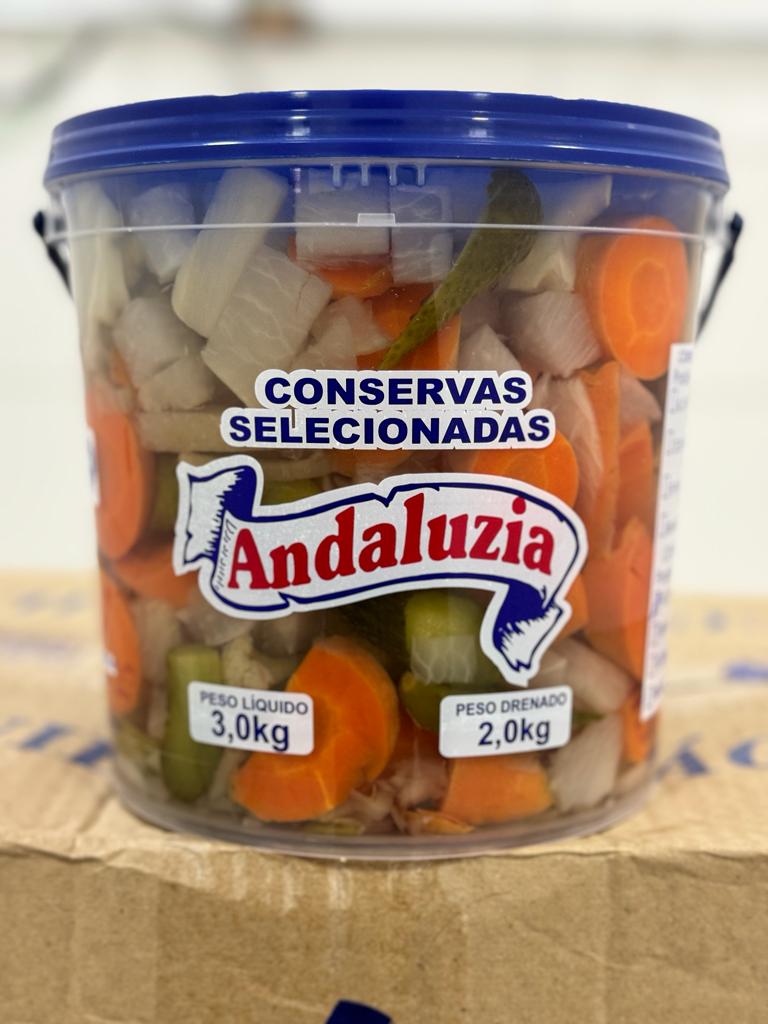 CONSERVAS
SELECIONADAS
Andaluzia
PESO LÍQUIDO
3,0kg
PESO DRENADO
2,0kg